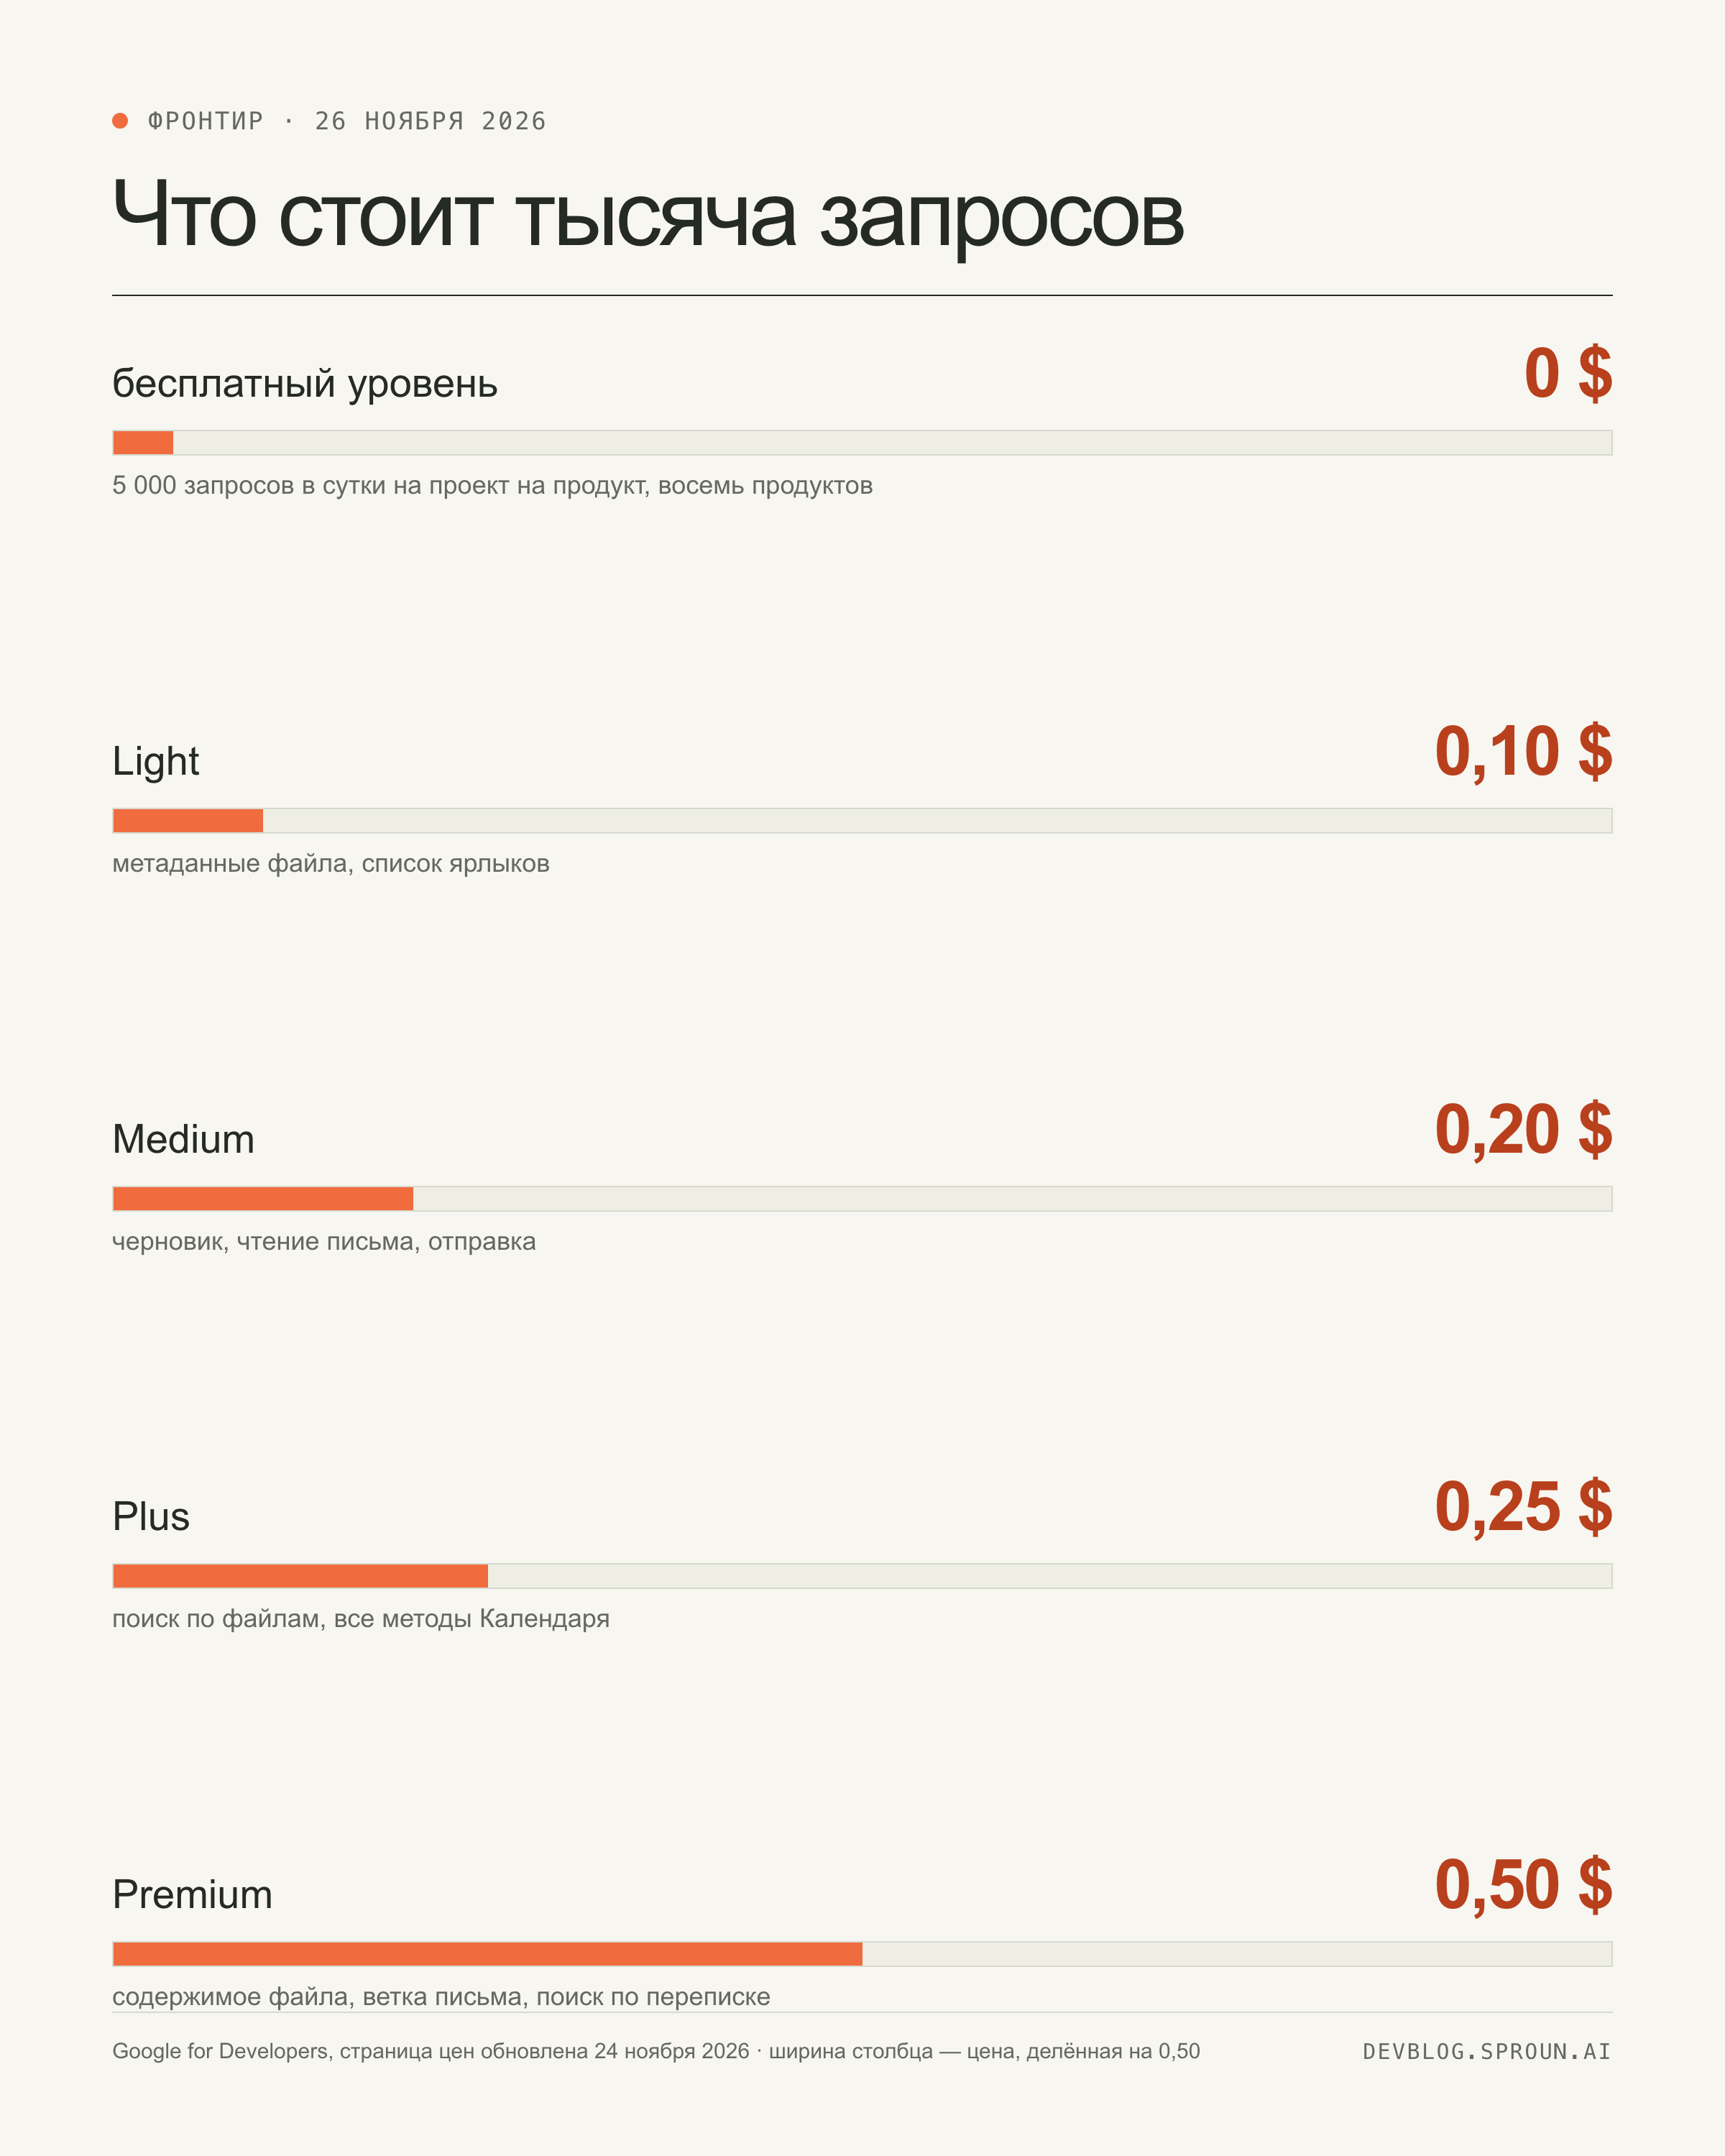 ФРОНТИР · 26 НОЯБРЯ 2026
Что стоит тысяча запросов
бесплатный уровень
0 $
5 000 запросов в сутки на проект на продукт, восемь продуктов
Light
0,10 $
метаданные файла, список ярлыков
Medium
0,20 $
черновик, чтение письма, отправка
Plus
0,25 $
поиск по файлам, все методы Календаря
Premium
0,50 $
содержимое файла, ветка письма, поиск по переписке
Google for Developers, страница цен обновлена 24 ноября 2026 · ширина столбца — цена, делённая на 0,50
DEVBLOG.SPROUN.AI